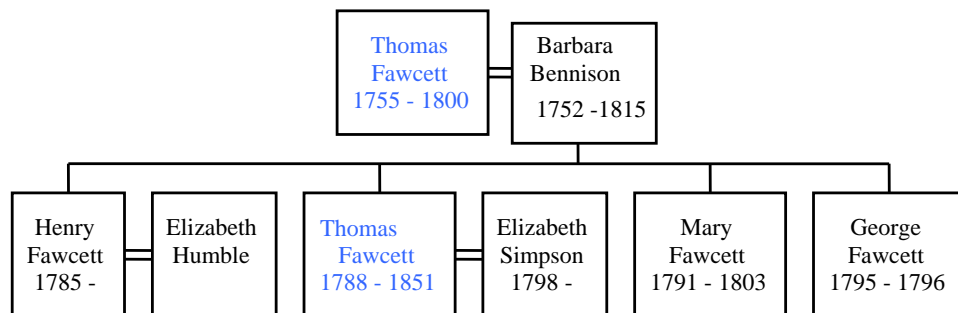 Thomas
Fawcett
1755 - 1800
Barbara
Bennison
1752 -1815
Henry
Fawcett
1785 -
Elizabeth
Humble
Thomas
Fawcett
1788 - 1851
Elizabeth
Simpson
1798 -
Mary
Fawcett
1791 - 1803
George
Fawcett
1795 - 1796